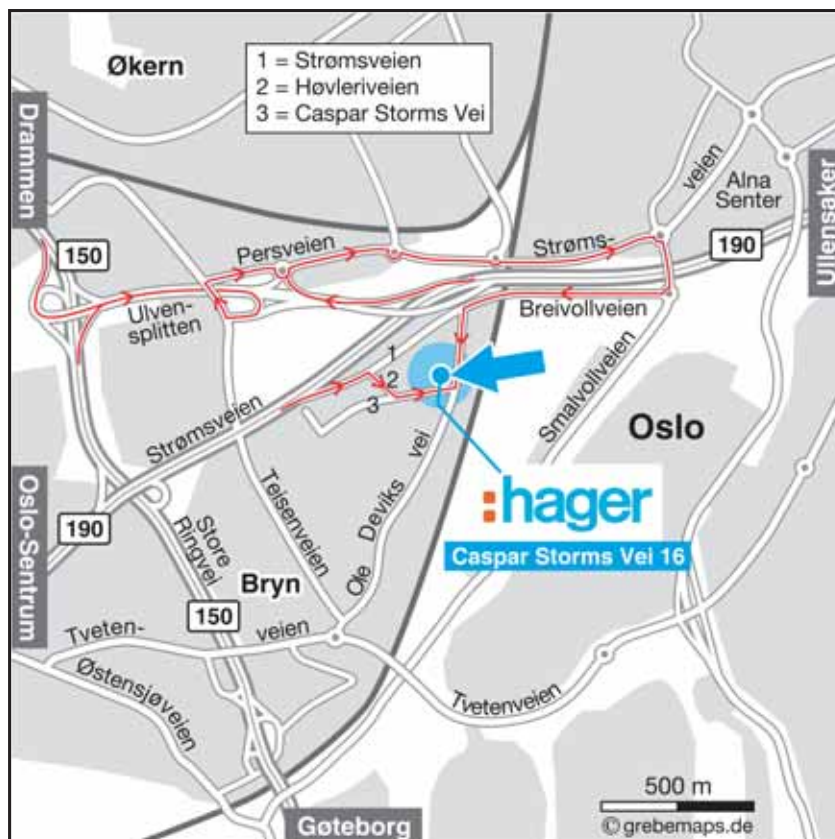 Økern
1 = Strømsveien
2 = Høvleriveien
3 = Caspar Storms Vei
Drammen
Ullensaker
Alna
Senter
veien
150
190
Persveien
Strøms-
Ulven-
splitten
Breivollveien
1
2
3
Strømsveien
Smalvollveien
Oslo
Oslo-Sentrum
190
Store
Ringvei
Teisenveien
Ole Deviks vei
:hager
Caspar Storms Vei 16
Bryn
150
Tveten-
veien
Østensjøveien
Tvetenveien
500 m
© grebemaps.de
Gøteborg